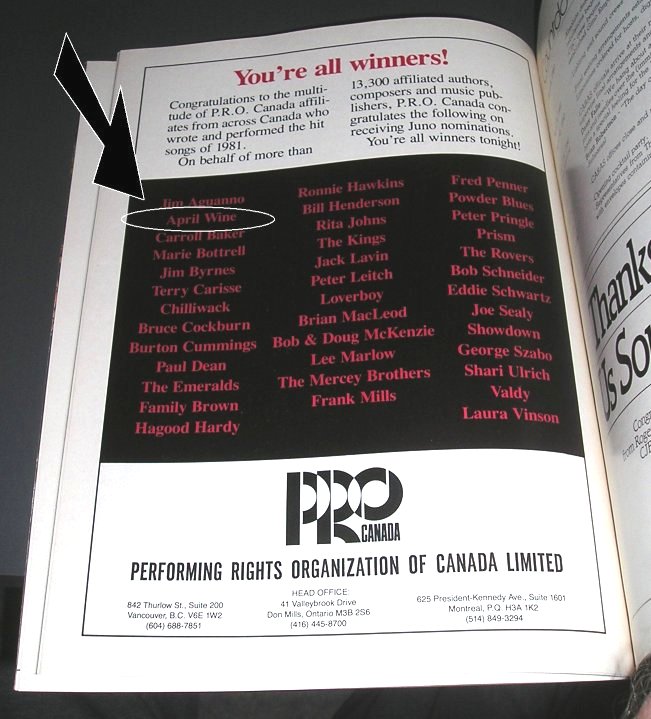 You're all winners!
Congratulations to the multi-
tude of P.R.O. Canada affili-
ates from across Canada who
wrote and performed the hit
songs of 1981.
On behalf of more than
13,300 affiliated authors,
composers and music pub-
lishers, P.R.O. Canada con-
gratulates the following on
receiving Juno nominations.
You're all winners tonight!
Jim Aguanno
April Wine
Carroll Baker
Marie Bottrell
Jim Byrnes
Terry Carisse
Chilliwack
Bruce Cockburn
Burton Cummings
Paul Dean
The Emeralds
Family Brown
Hagood Hardy
Ronnie Hawkins
Bill Henderson
Rita Johns
The Kings
Jack Lavin
Peter Leitch
Loverboy
Brian MacLeod
Bob & Doug McKenzie
Lee Marlow
The Mercey Brothers
Frank Mills
Fred Penner
Powder Blues
Peter Pringle
Prism
The Rovers
Bob Schneider
Eddie Schwartz
Joe Sealy
Showdown
George Szabo
Shari Ulrich
Valdy
Laura Vinson
PRO
CANADA
PERFORMING RIGHTS ORGANIZATION OF CANADA LIMITED
842 Thurlow St., Suite 200
Vancouver, B.C. V6E 1W2
(604) 688-7851
HEAD OFFICE:
41 Valleybrook Drive
Don Mills, Ontario M3B 2S6
(416) 445-8700
625 President-Kennedy Ave., Suite 1601
Montreal, P.Q. H3A 1K2
(514) 849-3294
Thanks
Us Sou
Cong
from Roge